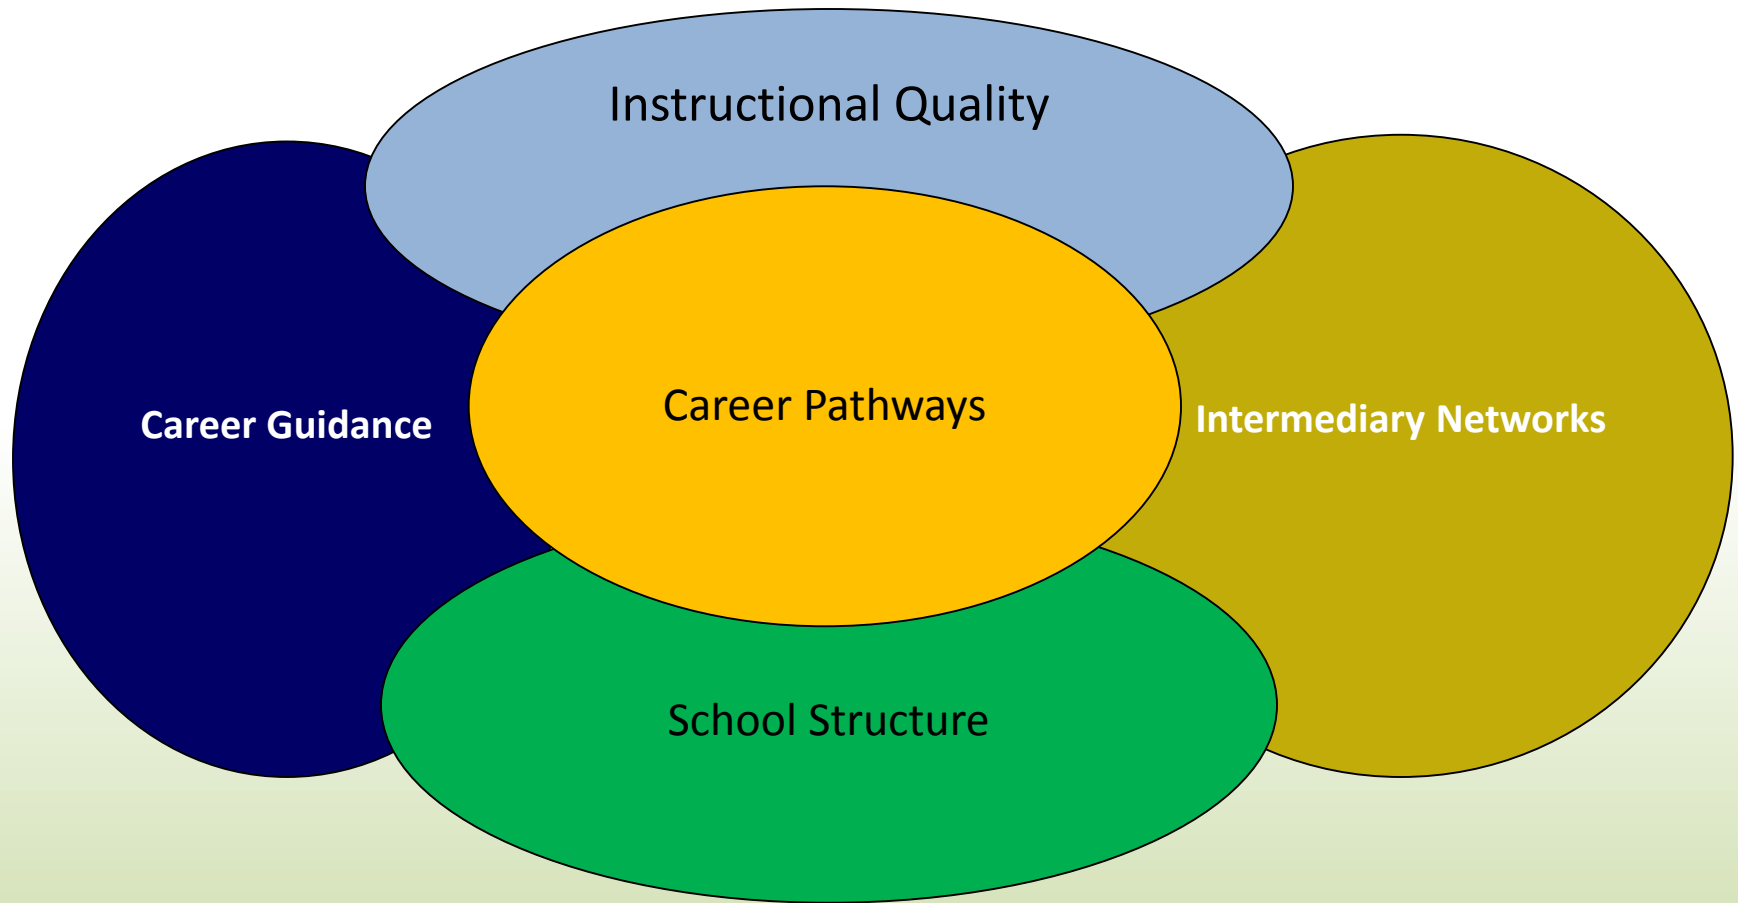 Instructional Quality
Career Guidance
Career Pathways
Intermediary Networks
School Structure